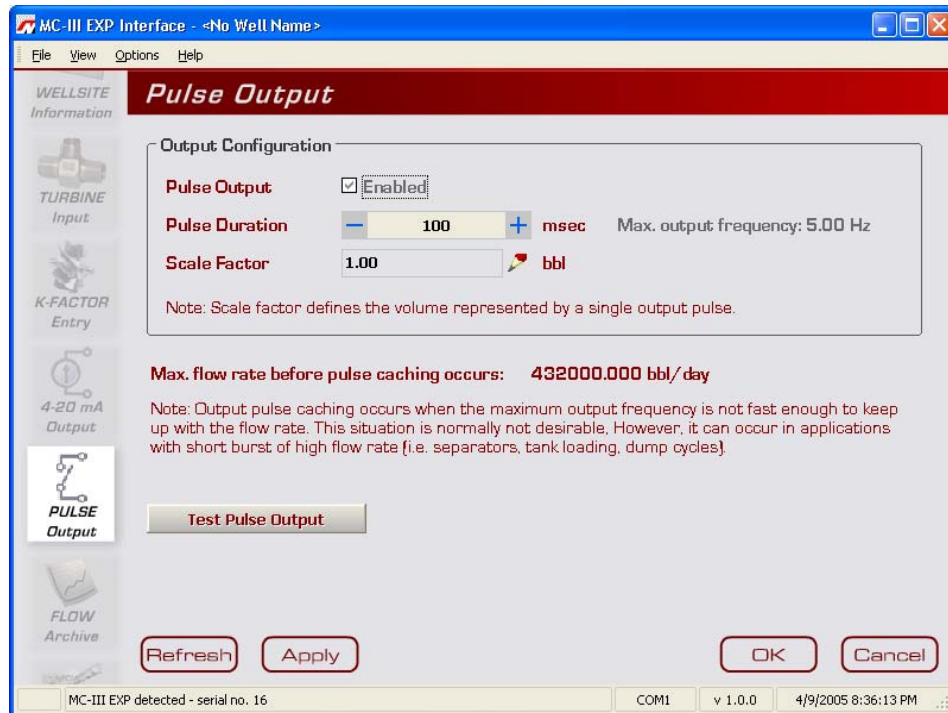 MC-III EXP Interface - <No Well Name>
File View Options Help
WELLSITE
Information
TURBINE
Input
K-FACTOR
Entry
4-20 mA
Output
PULSE
Output
FLOW
Archive
Pulse Output
Output Configuration
Pulse Output Enabled
Pulse Duration 100 msec Max. output frequency: 5.00 Hz
Scale Factor 1.00 bbl
Note: Scale factor defines the volume represented by a single output pulse.
Max. flow rate before pulse caching occurs: 432000.000 bbl/day
Note: Output pulse caching occurs when the maximum output frequency is not fast enough to keep
up with the flow rate. This situation is normally not desirable, However, it can occur in applications
with short burst of high flow rate (i.e. separators, tank loading, dump cycles).
Test Pulse Output
Refresh Apply OK Cancel
MC-III EXP detected - serial no. 16 COM1 v 1.0.0 4/9/2005 8:36:13 PM